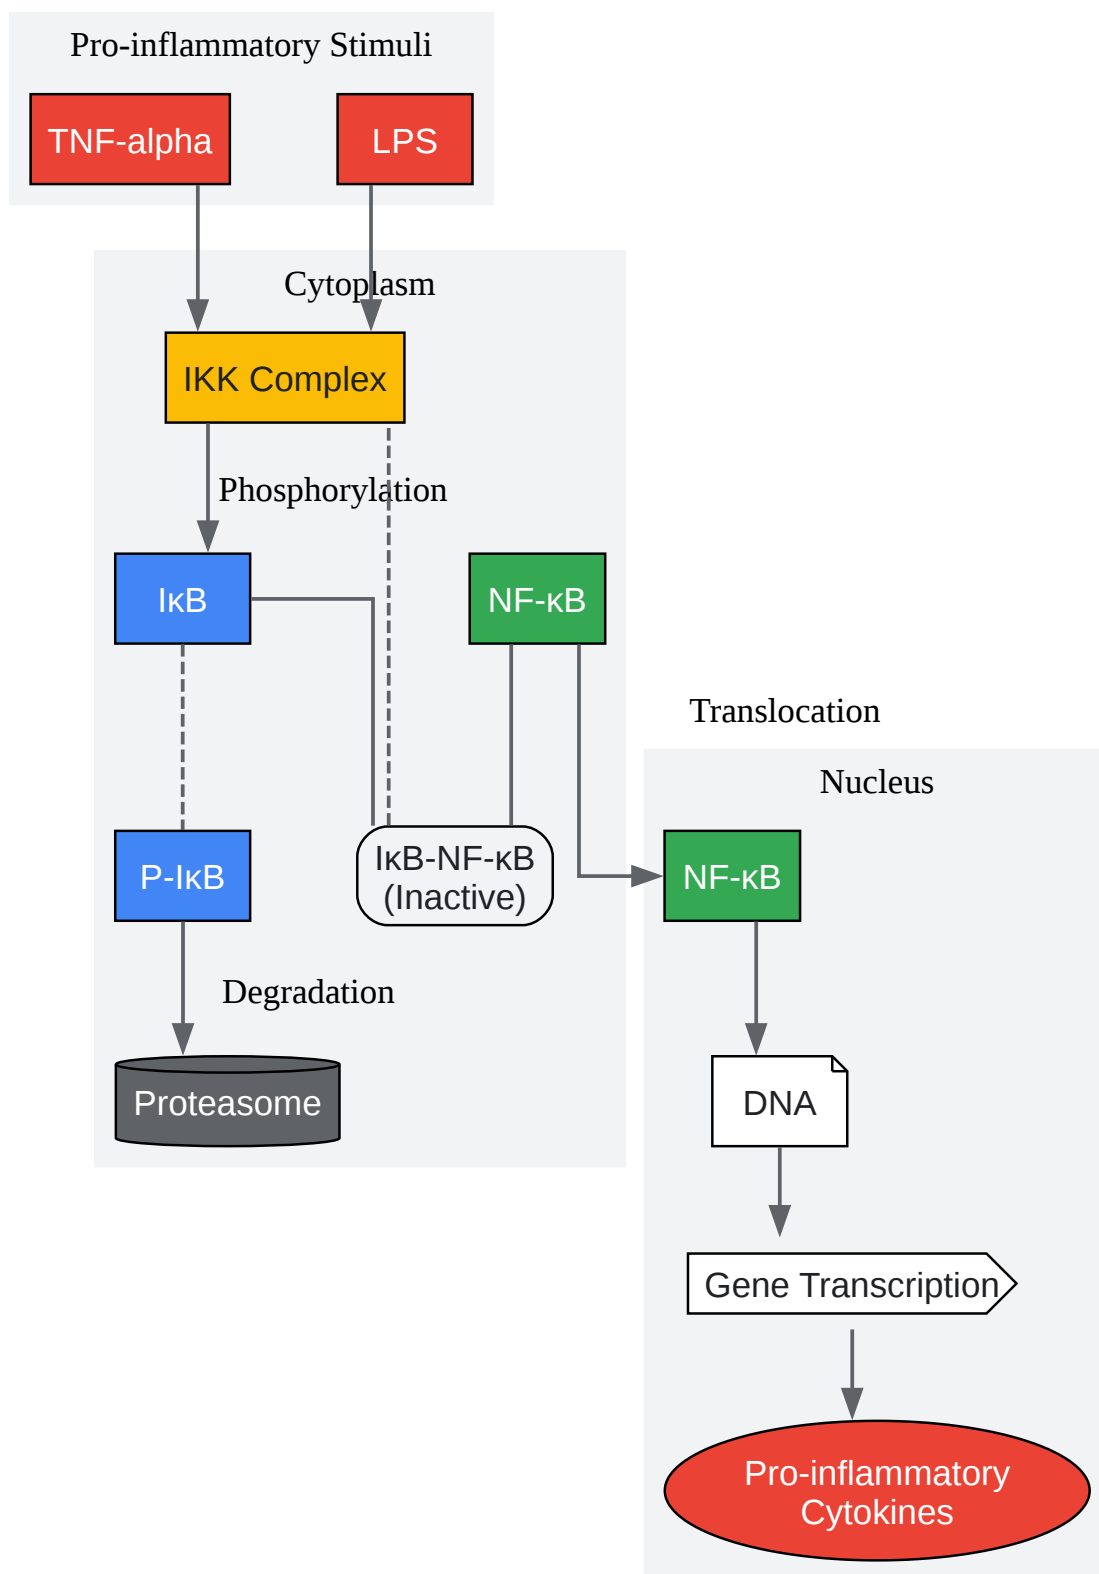 Pro-inflammatory Stimuli
TNF-alpha
LPS
Cytoplasm
IKK Complex
Phosphorylation
IκB
NF-κB
Translocation
Nucleus
P-IκB
IκB-NF-κB
(Inactive)
NF-κB
Degradation
Proteasome
DNA
Gene Transcription
Pro-inflammatory
Cytokines